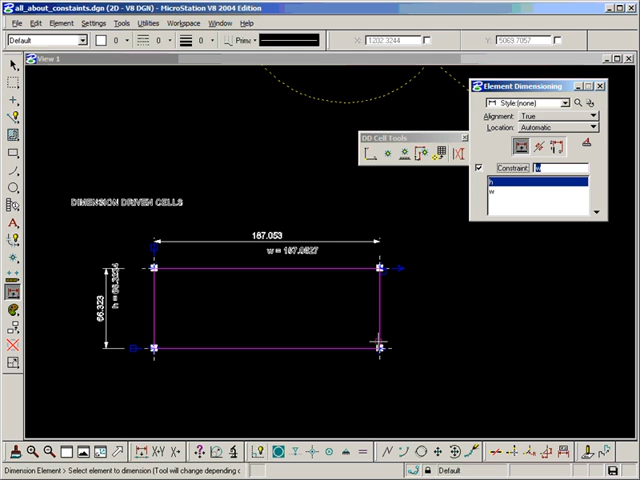 all_about_constaints.dgn (2D - V8 DGN) - MicroStation V8 2004 Edition
File Edit Element Settings Tools Utilities Workspace Window Help
Default 0 0 0 Prima X: 1202.3244 Y: 5069.7057
View 1
Element Dimensioning
Style:(none)
Alignment: True
Location: Automatic
DD Cell Tools
Constraint: w
h
w
DIMENSION DRIVEN CELLS
187.053
66.323
Dimension Element > Select element to dimension (Tool will change depending c
Default